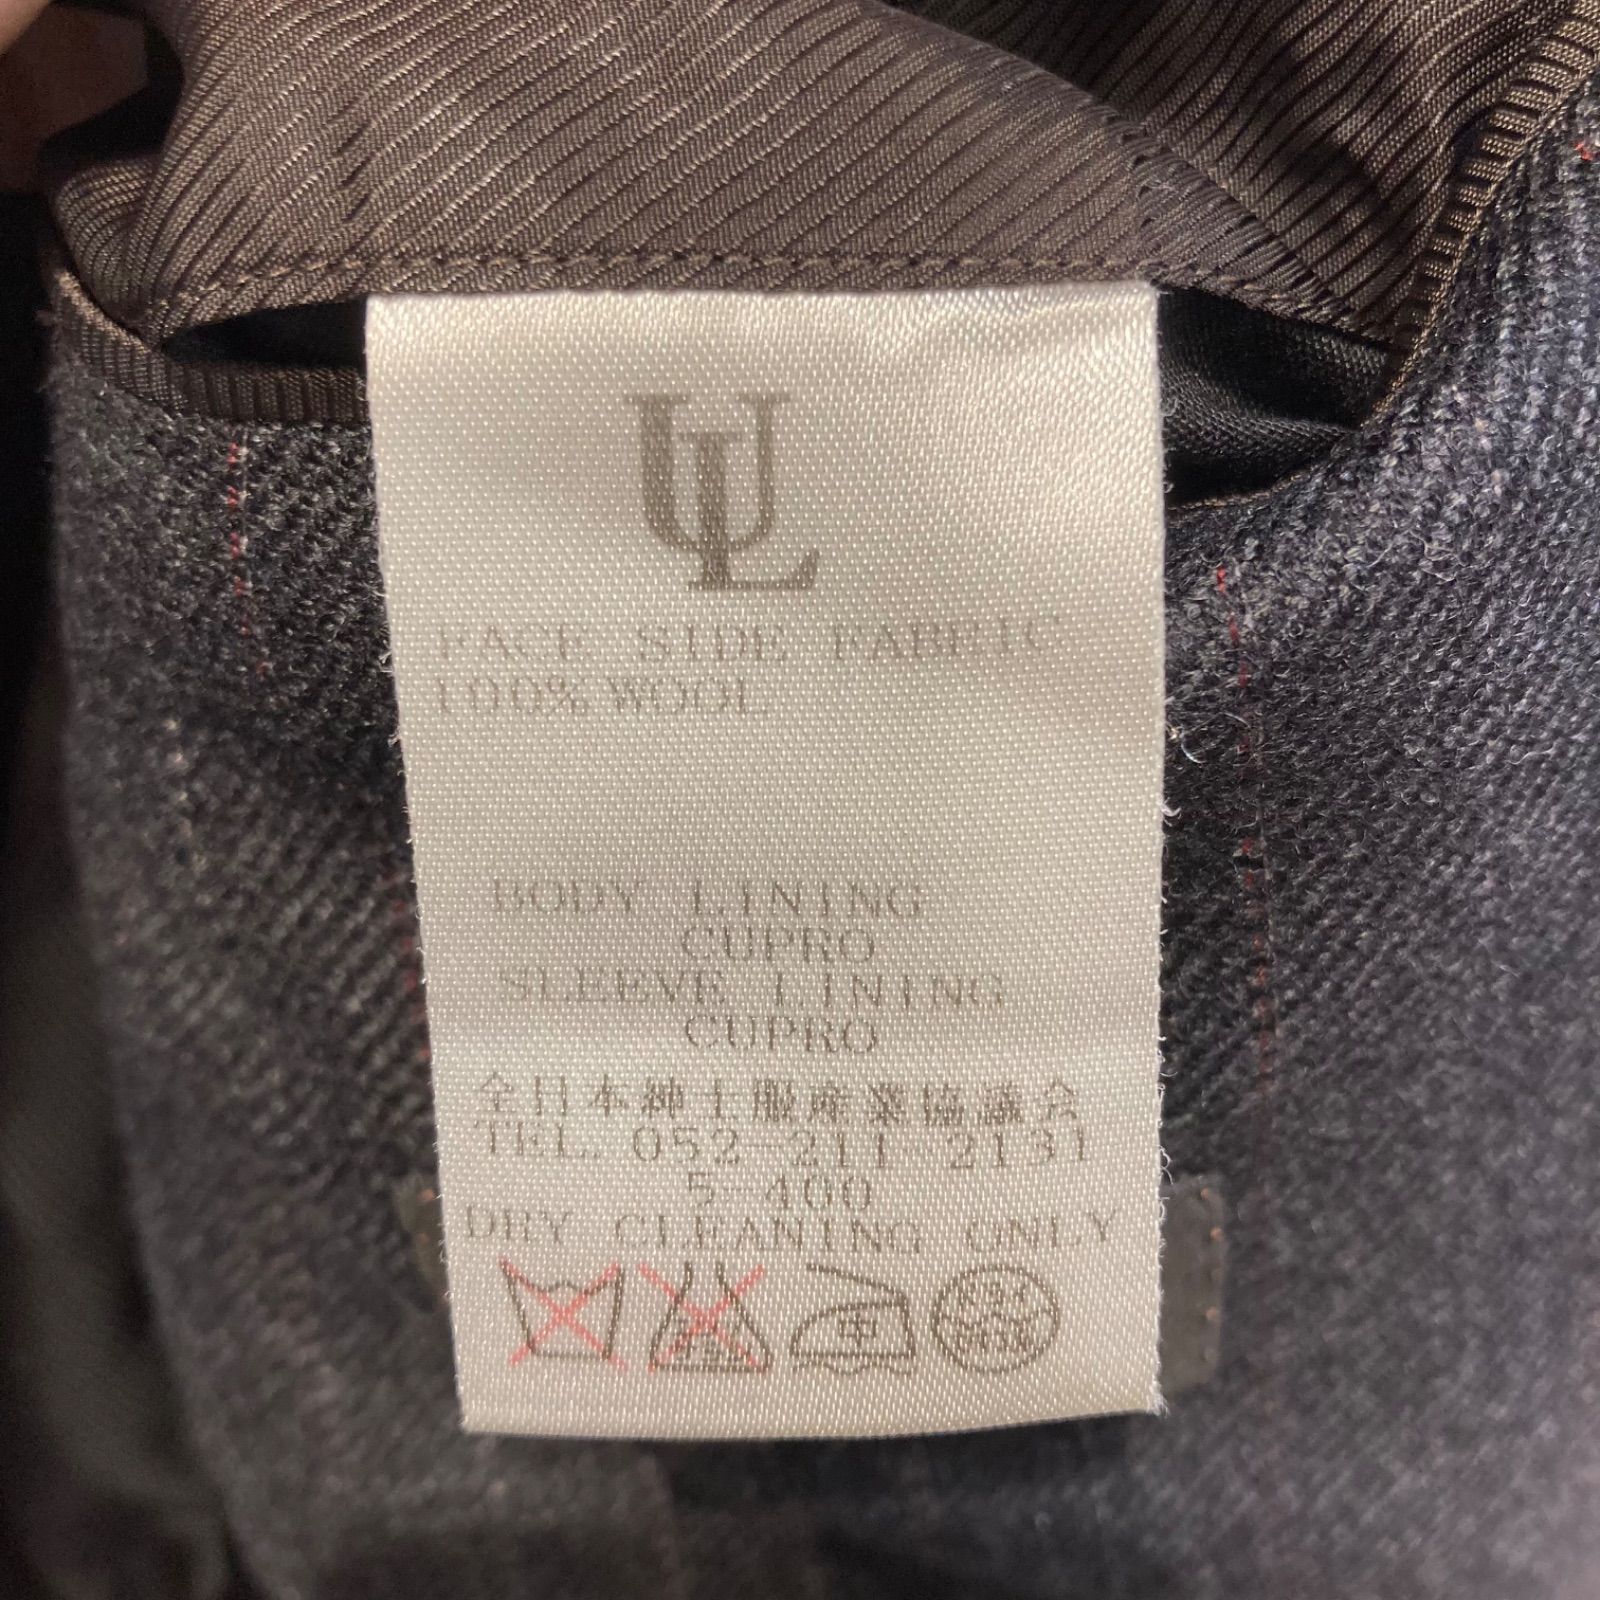 UL
FACE SIDE FABRIC
100% WOOL
BODY LINING
CUPRO
SLEEVE LINING
CUPRO
全日本紳士服産業協議会
TEL. 052-211-2131
5-400
DRY CLEANING ONLY
中